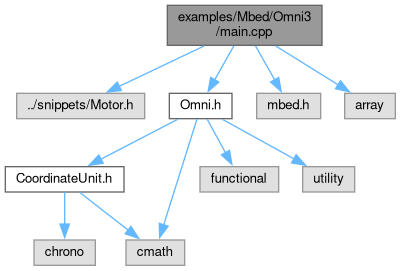 examples/Mbed/Omni3
/main.cpp
../snippets/Motor.h
Omni.h
mbed.h
array
CoordinateUnit.h
functional
utility
chrono
cmath